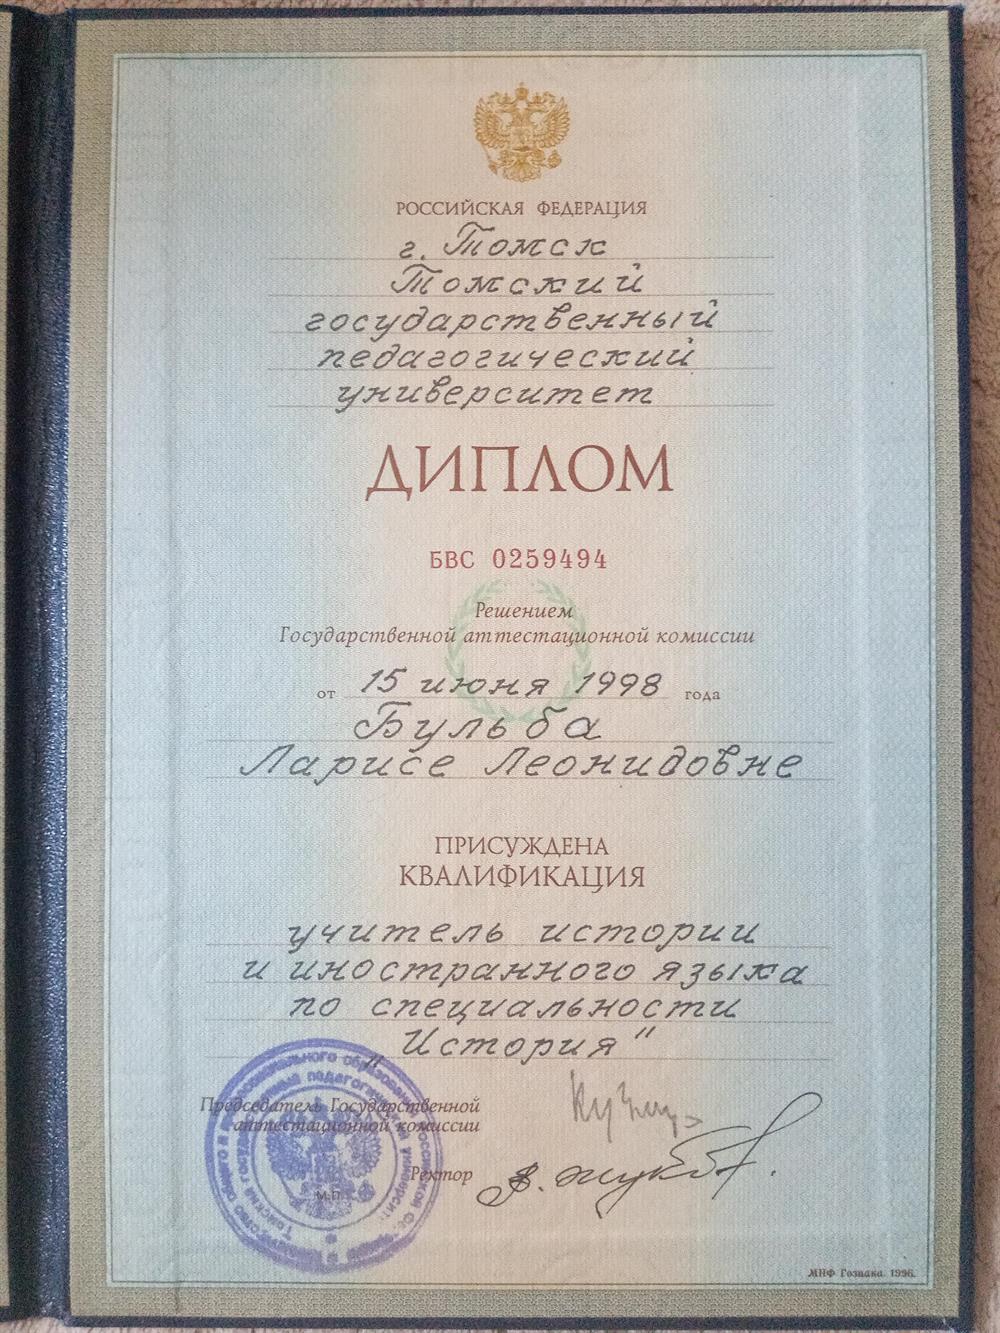 РОССИЙСКАЯ ФЕДЕРАЦИЯ
г. Томск
Томский
государственный
педагогический
университет
ДИПЛОМ
БВС 0259494
Решением
Государственной аттестационной комиссии
от 15 июня 1998 года
Бульба
Ларисе Леонидовне
ПРИСУЖДЕНА
КВАЛИФИКАЦИЯ
учитель истории
и иностранного языка
по специальности
"История"
Председатель Государственной
аттестационной комиссии
Ректор
М.П.
МПФ Гознака. 1996.